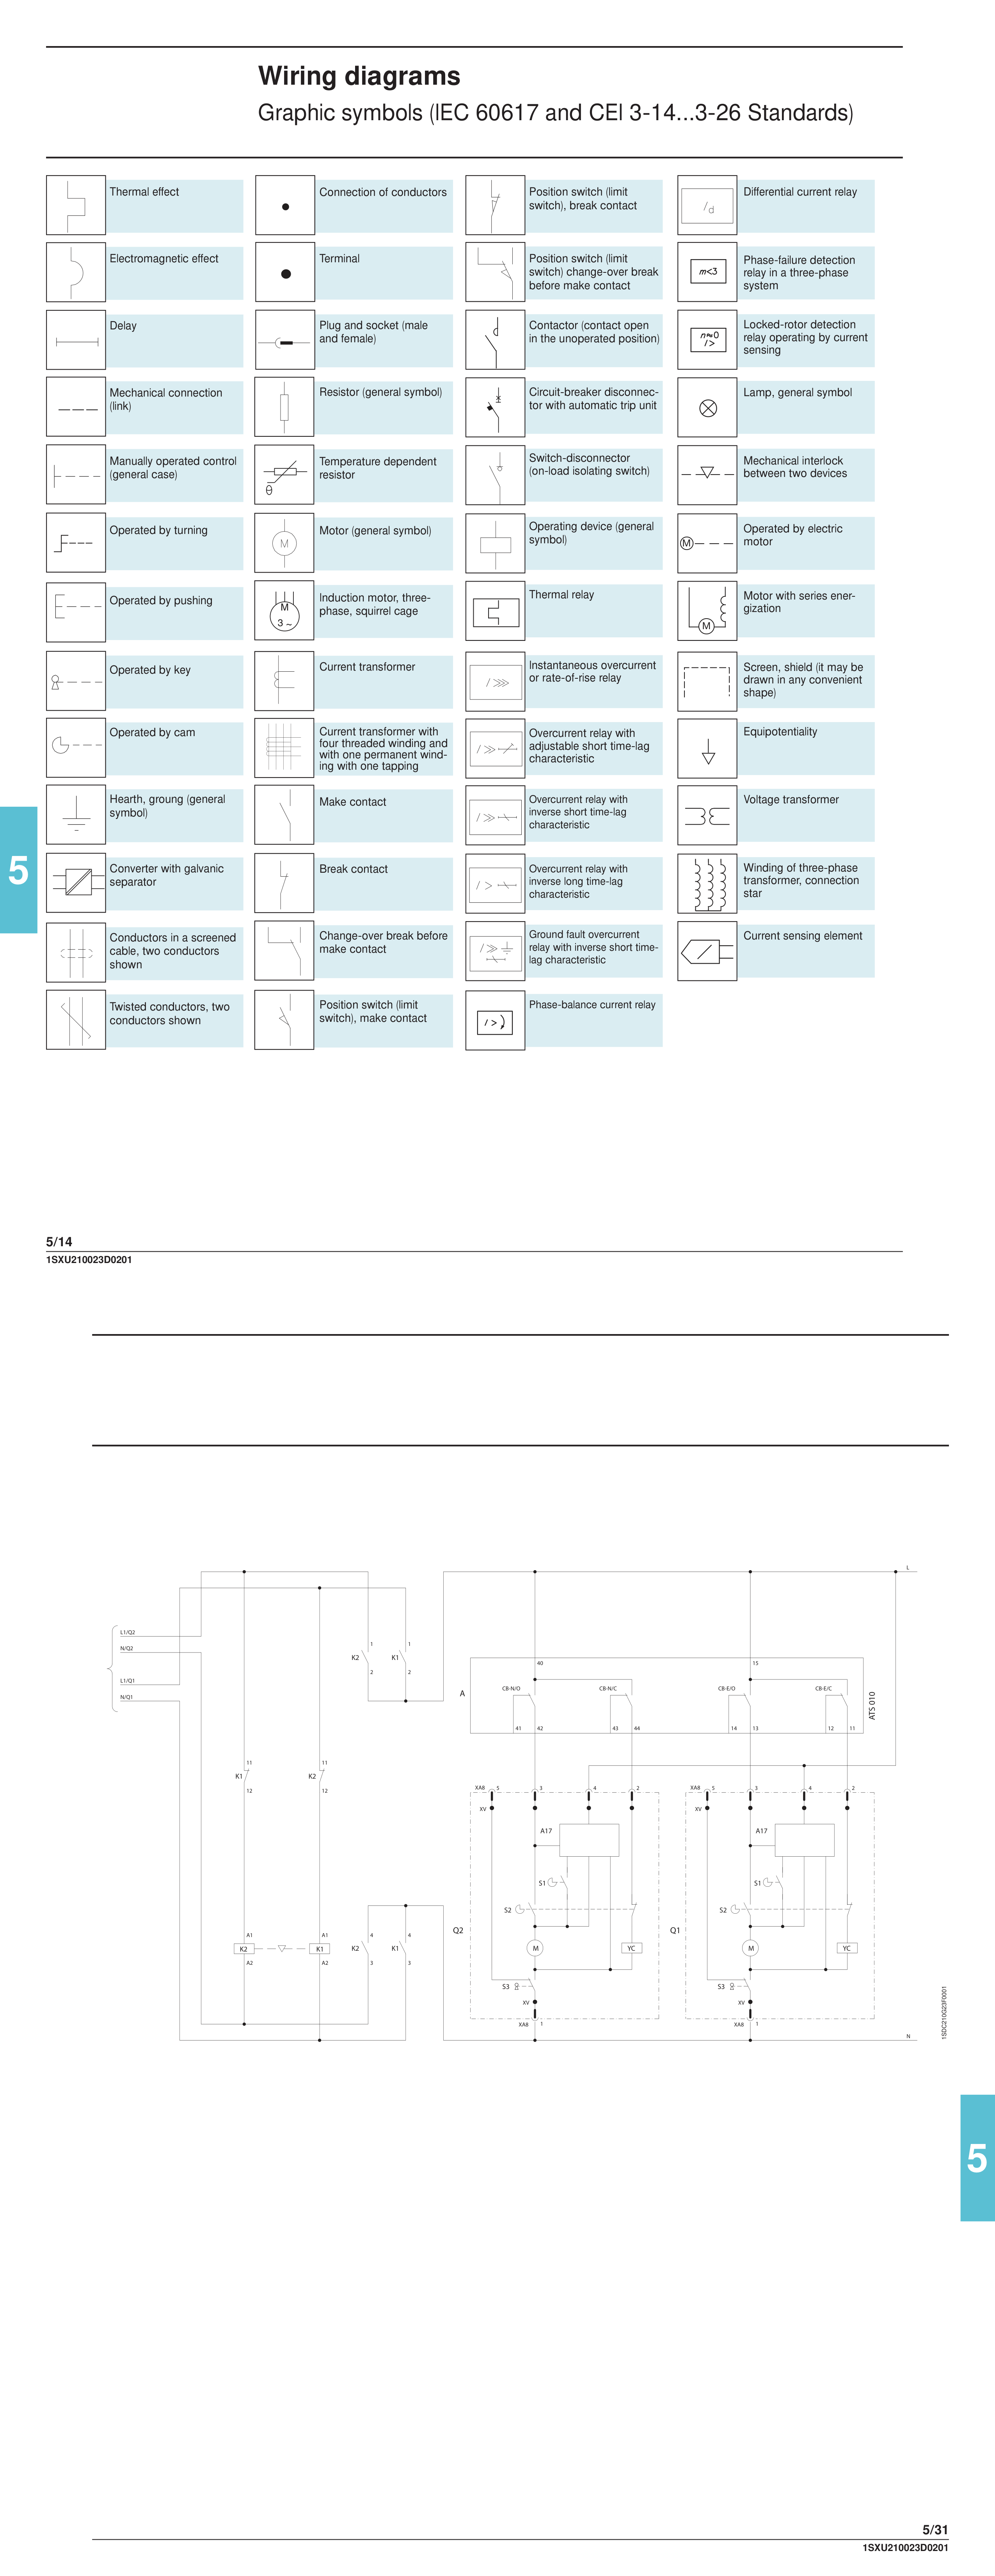 Wiring diagrams
Graphic symbols (IEC 60617 and CEI 3-14...3-26 Standards)
Thermal effect
Connection of conductors
Position switch (limit
switch), break contact
Differential current relay
/d
Electromagnetic effect
Terminal
Position switch (limit
switch) change-over break
before make contact
m<3
Phase-failure detection
relay in a three-phase
system
Delay
Plug and socket (male
and female)
Contactor (contact open
in the unoperated position)
n≈0
I>
Locked-rotor detection
relay operating by current
sensing
Mechanical connection
(link)
Resistor (general symbol)
Circuit-breaker disconnec-
tor with automatic trip unit
Lamp, general symbol
Manually operated control
(general case)
θ
Temperature dependent
resistor
Switch-disconnector
(on-load isolating switch)
Mechanical interlock
between two devices
Operated by turning
M
Motor (general symbol)
Operating device (general
symbol)
M
Operated by electric
motor
Operated by pushing
M
3 ~
Induction motor, three-
phase, squirrel cage
Thermal relay
M
Motor with series ener-
gization
Operated by key
Current transformer
I >>>
Instantaneous overcurrent
or rate-of-rise relay
Screen, shield (it may be
drawn in any convenient
shape)
Operated by cam
Current transformer with
four threaded winding and
with one permanent wind-
ing with one tapping
I >>
Overcurrent relay with
adjustable short time-lag
characteristic
Equipotentiality
Hearth, groung (general
symbol)
Make contact
I >>
Overcurrent relay with
inverse short time-lag
characteristic
Voltage transformer
5
Converter with galvanic
separator
Break contact
I >
Overcurrent relay with
inverse long time-lag
characteristic
Winding of three-phase
transformer, connection
star
Conductors in a screened
cable, two conductors
shown
Change-over break before
make contact
I >>
Ground fault overcurrent
relay with inverse short time-
lag characteristic
Current sensing element
Twisted conductors, two
conductors shown
Position switch (limit
switch), make contact
I >
Phase-balance current relay
5/14
1SXU210023D0201
L
L1/Q2
N/Q2
L1/Q1
N/Q1
1 1
K2 K1
2 2
40 15
A CB-N/O CB-N/C CB-E/O CB-E/C
ATS 010
41 42 43 44 14 13 12 11
11 11
K1 K2
12 12
XA8 5 3 4 2 XA8 5 3 4 2
XV XV
A17 A17
S1 S1
S2 S2
Q2 Q1
A1 A1 4 4
K2 K1 K2 K1
A2 A2 3 3
M YC M YC
S3 S3
XV XV
XA8 1 XA8 1
N
1SDC210G23F0001
5
5/31
1SXU210023D0201